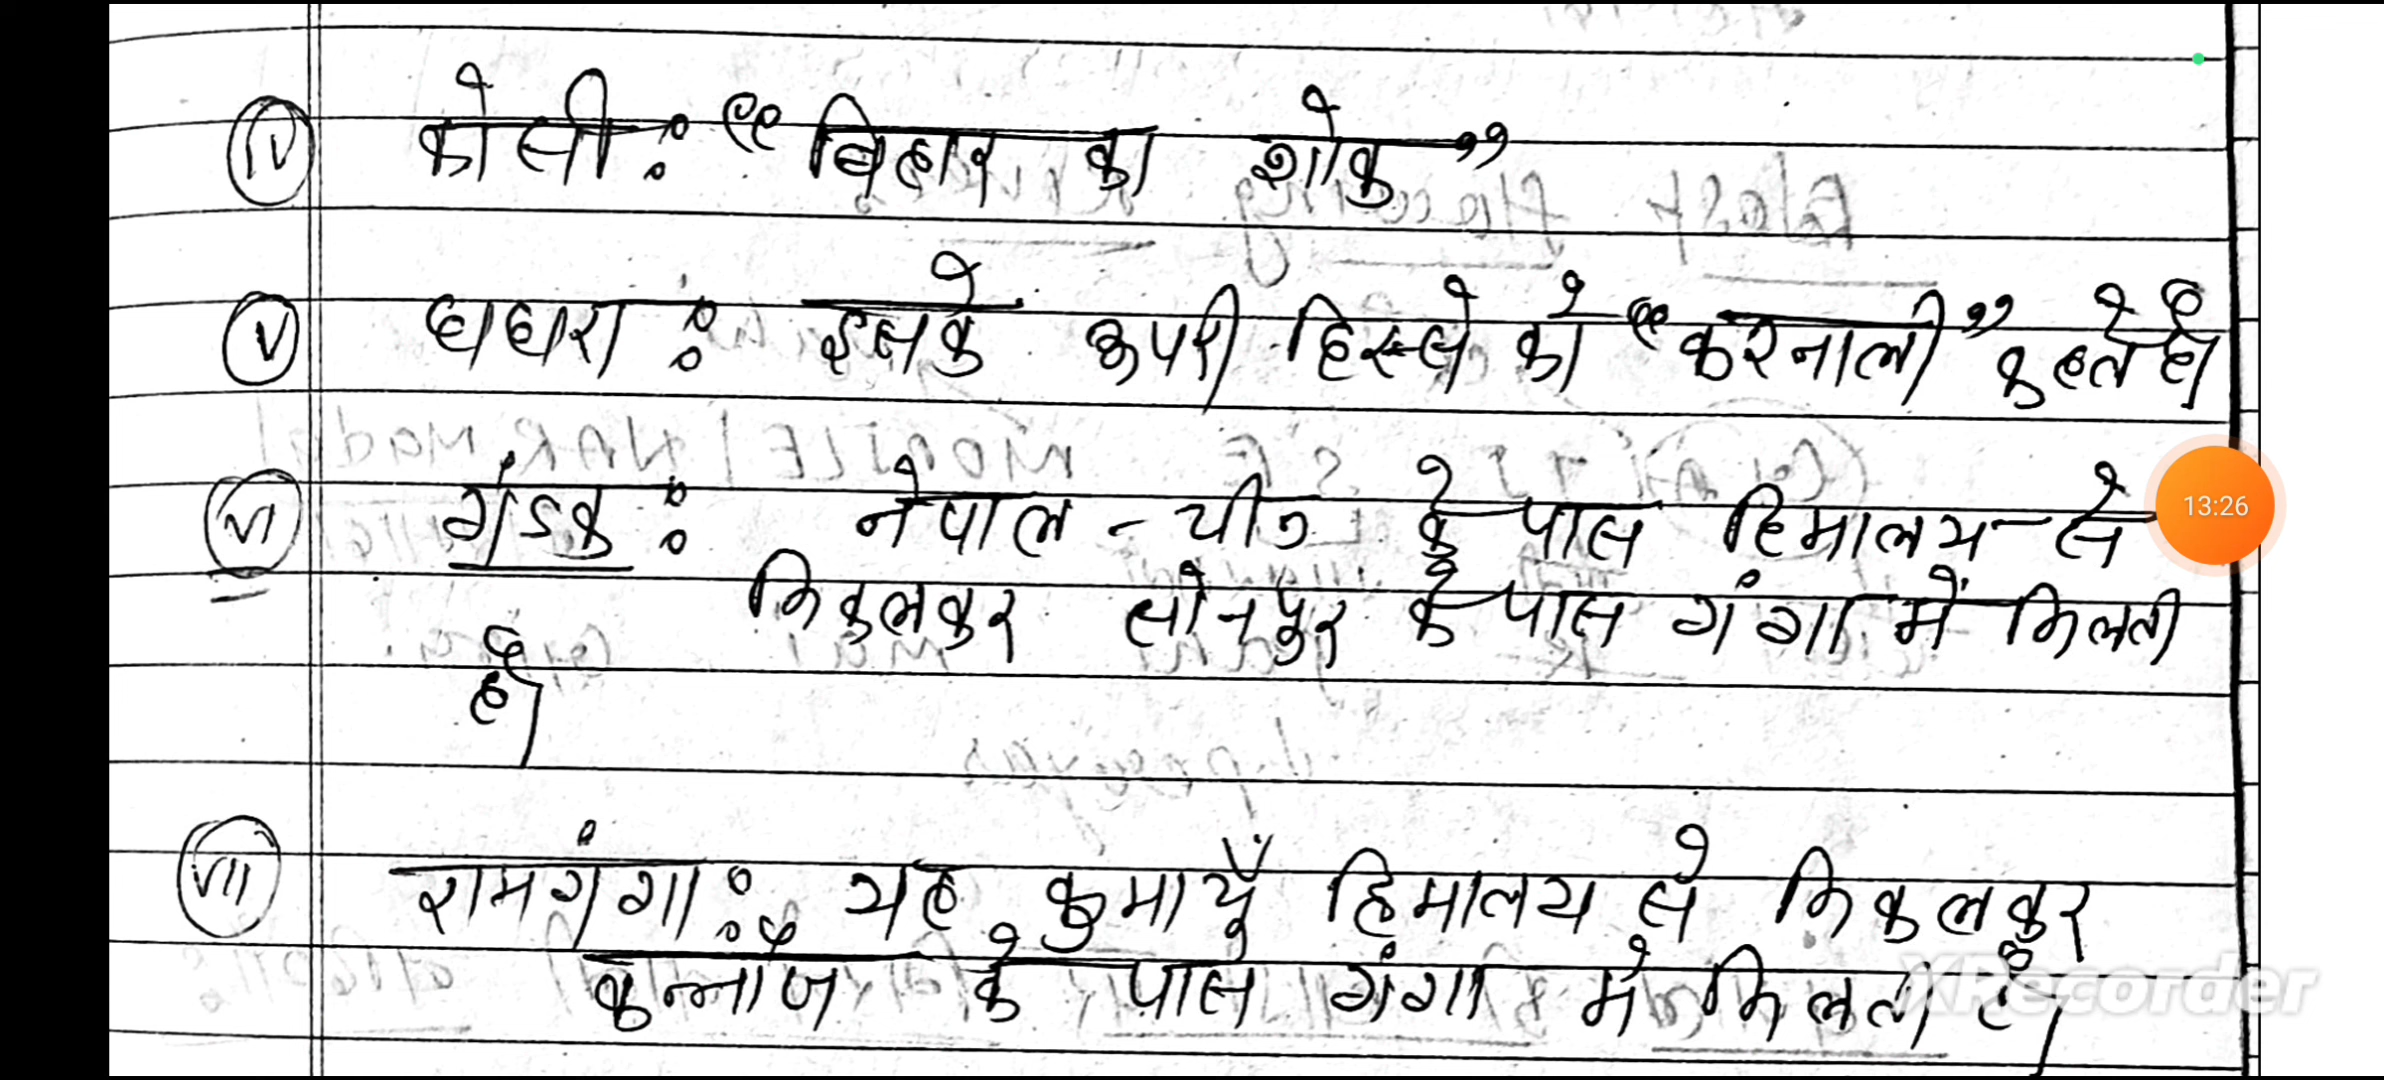 (iv) कोसी : “बिहार का शोक”
(v) घाघरा : इसके ऊपरी हिस्से को “करनाली” कहते है।
(vi) गंडक : नेपाल - चीन के पास हिमालय से
13:26
निकलकर सोनपुर के पास गंगा में मिलती
है।
(vii) रामगंगा : यह कुमायूँ हिमालय से निकलकर
कन्नौज के पास गंगा में मिलती है।
XRecorder